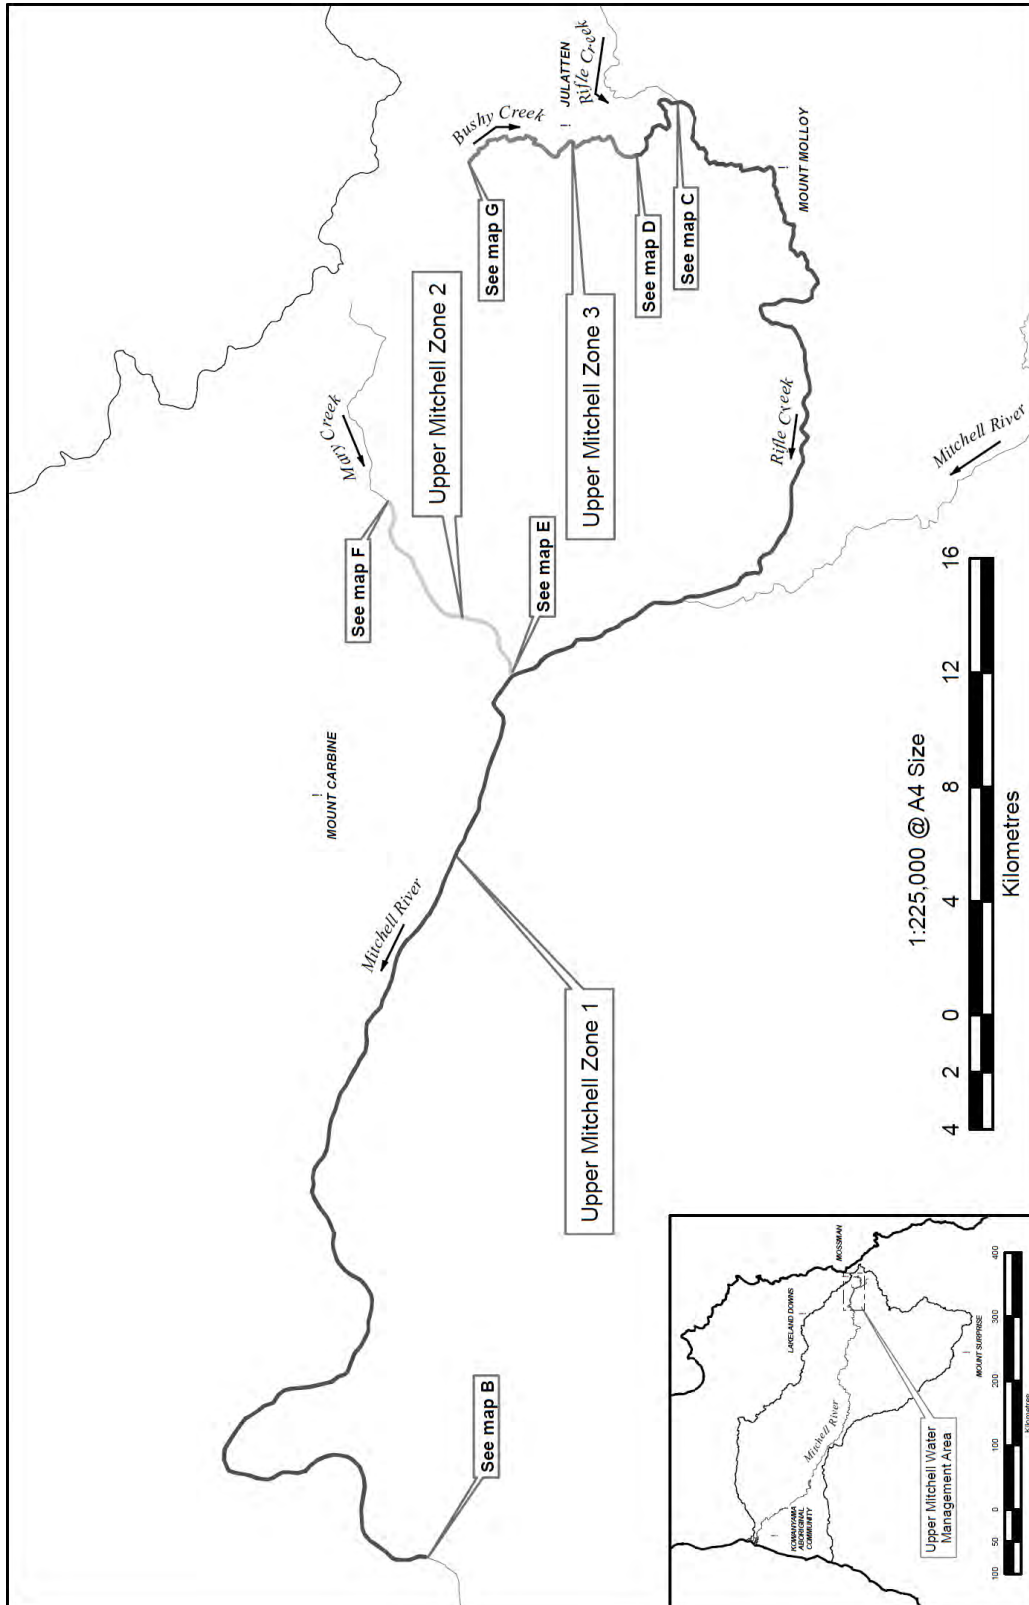 Mount Carbine
!
MOUNT CARBINE
Mary Creek
See map F
Mitchell River
Upper Mitchell Zone 2
Bushy Creek
See map G
See map B
See map E
!
JULATTEN
Rifle Creek
Upper Mitchell Zone 3
Upper Mitchell Zone 1
See map D
See map C
Rifle Creek
!
MOUNT MOLLOY
Mitchell River
1:225,000 @ A4 Size
4 2 0 4 8 12 16
Kilometres
!
KOWANYAMA
ABORIGINAL
COMMUNITY
LAKELAND DOWNS
!
MOSSMAN
Mitchell River
Upper Mitchell Water
Management Area
!
MOUNT SURPRISE
100 50 0 100 200 300 400
Kilometres